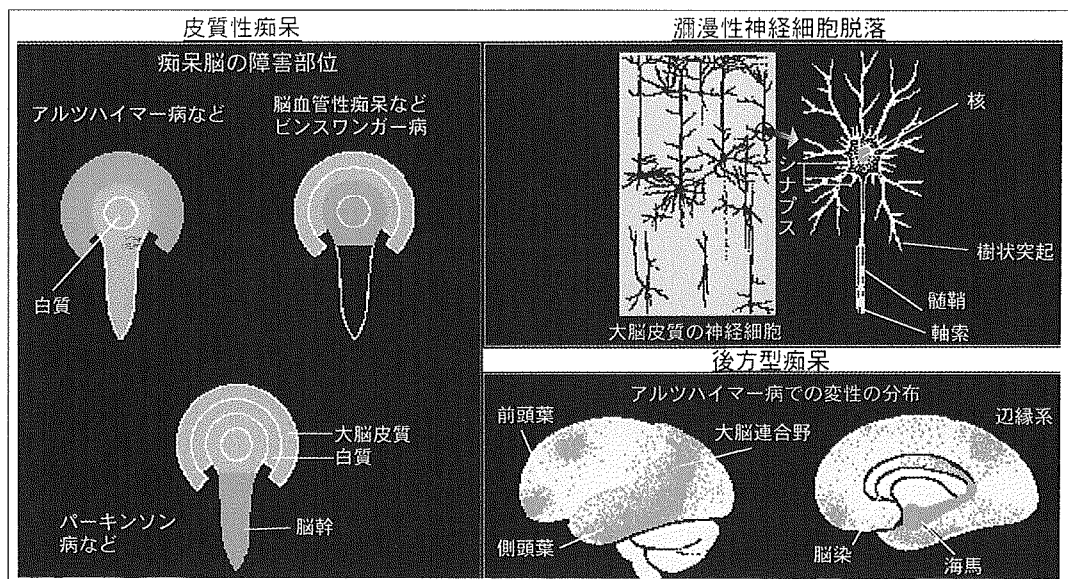 皮質性痴呆
痴呆脳の障害部位
アルツハイマー病など
脳血管性痴呆など
ビンスワンガー病
白質
大脳皮質
白質
脳幹
パーキンソン
病など
瀰漫性神経細胞脱落
核
シナプス
樹状突起
髄鞘
軸索
大脳皮質の神経細胞
後方型痴呆
アルツハイマー病での変性の分布
前頭葉
大脳連合野
辺縁系
側頭葉
脳染
海馬